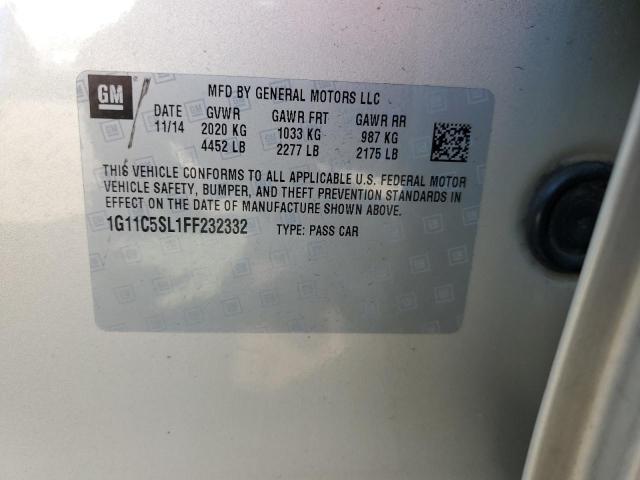 GM
MFD BY GENERAL MOTORS LLC
DATE GVWR GAWR FRT GAWR RR
11/14 2020 KG 1033 KG 987 KG
4452 LB 2277 LB 2175 LB
THIS VEHICLE CONFORMS TO ALL APPLICABLE U.S. FEDERAL MOTOR
VEHICLE SAFETY, BUMPER, AND THEFT PREVENTION STANDARDS IN
EFFECT ON THE DATE OF MANUFACTURE SHOWN ABOVE.
1G11C5SL1FF232332 TYPE: PASS CAR